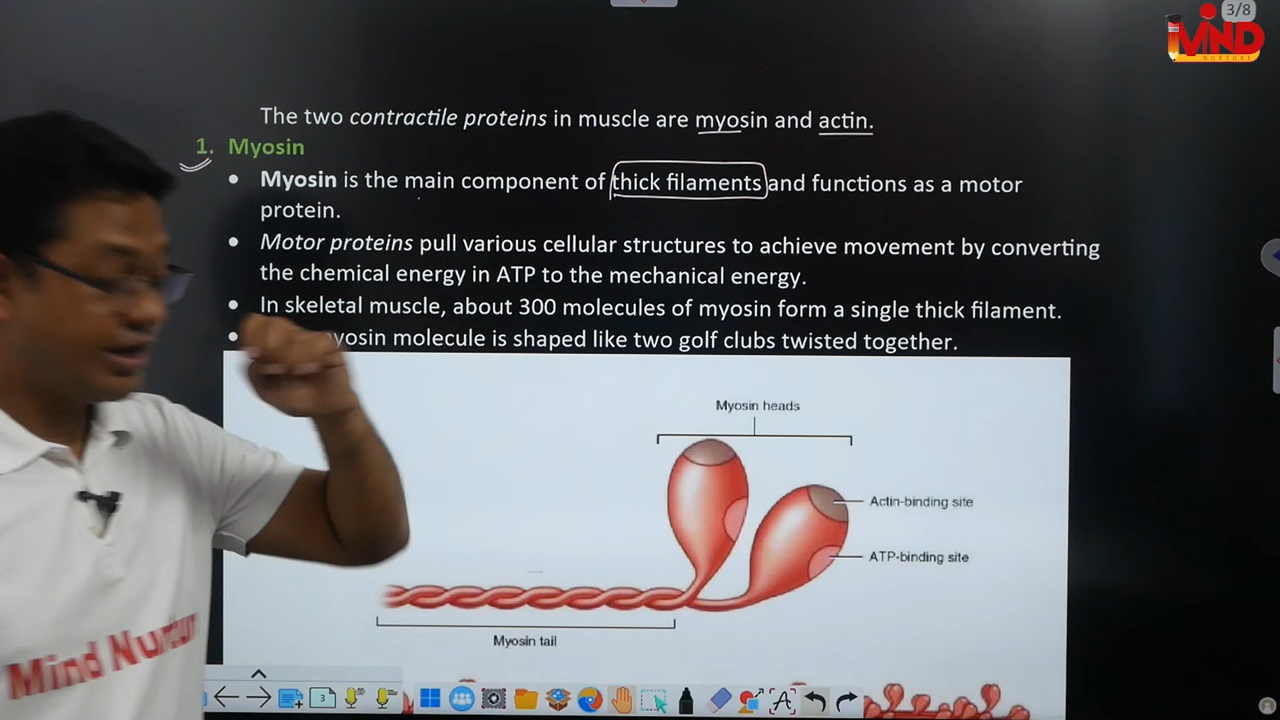 3/8
MIND
NURTURE
The two contractile proteins in muscle are myosin and actin.
1. Myosin
• Myosin is the main component of thick filaments and functions as a motor
protein.
• Motor proteins pull various cellular structures to achieve movement by converting
the chemical energy in ATP to the mechanical energy.
• In skeletal muscle, about 300 molecules of myosin form a single thick filament.
• yosin molecule is shaped like two golf clubs twisted together.
Myosin heads
Actin-binding site
ATP-binding site
Myosin tail
Mind Nurtur
3